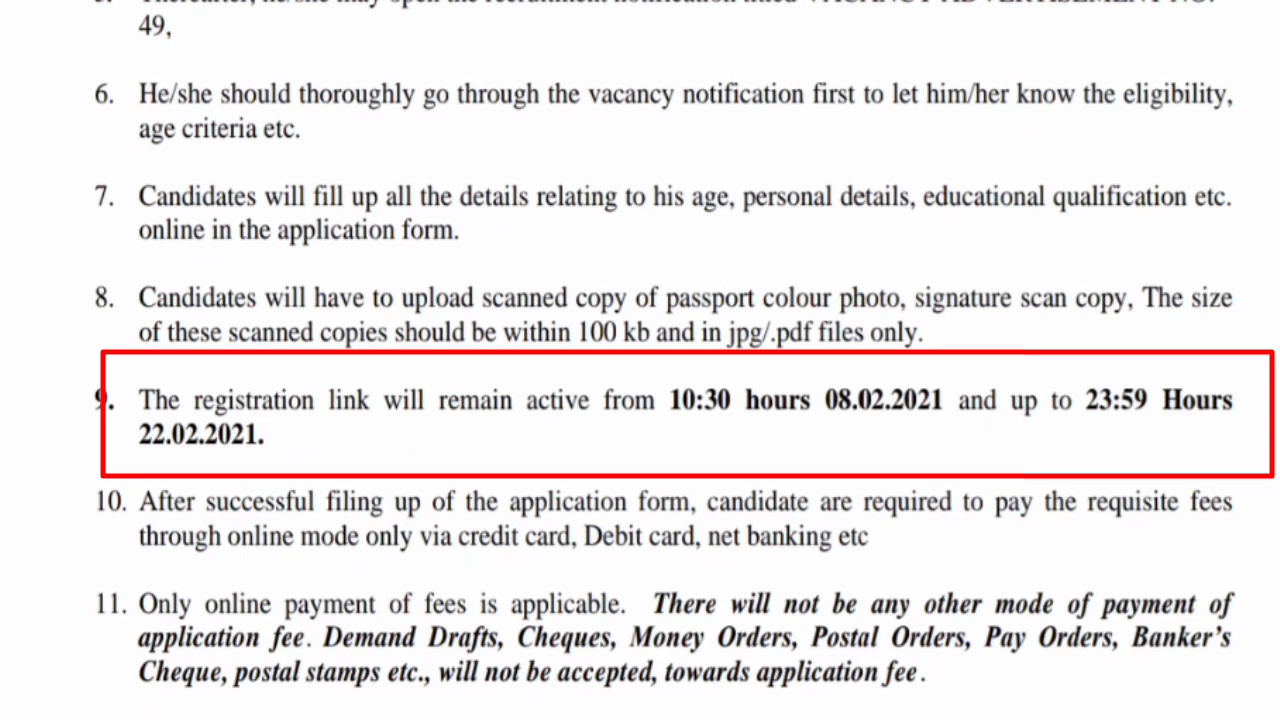 49,
6. He/she should thoroughly go through the vacancy notification first to let him/her know the eligibility,
age criteria etc.
7. Candidates will fill up all the details relating to his age, personal details, educational qualification etc.
online in the application form.
8. Candidates will have to upload scanned copy of passport colour photo, signature scan copy, The size
of these scanned copies should be within 100 kb and in jpg/.pdf files only.
9. The registration link will remain active from 10:30 hours 08.02.2021 and up to 23:59 Hours
22.02.2021.
10. After successful filing up of the application form, candidate are required to pay the requisite fees
through online mode only via credit card, Debit card, net banking etc
11. Only online payment of fees is applicable. There will not be any other mode of payment of
application fee. Demand Drafts, Cheques, Money Orders, Postal Orders, Pay Orders, Banker's
Cheque, postal stamps etc., will not be accepted, towards application fee.